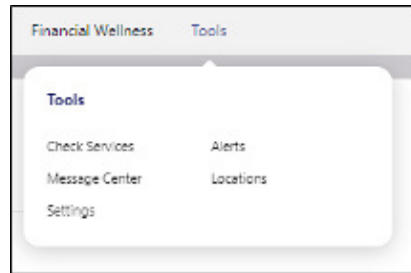 Financial Wellness Tools
Tools
Check Services Alerts
Message Center Locations
Settings